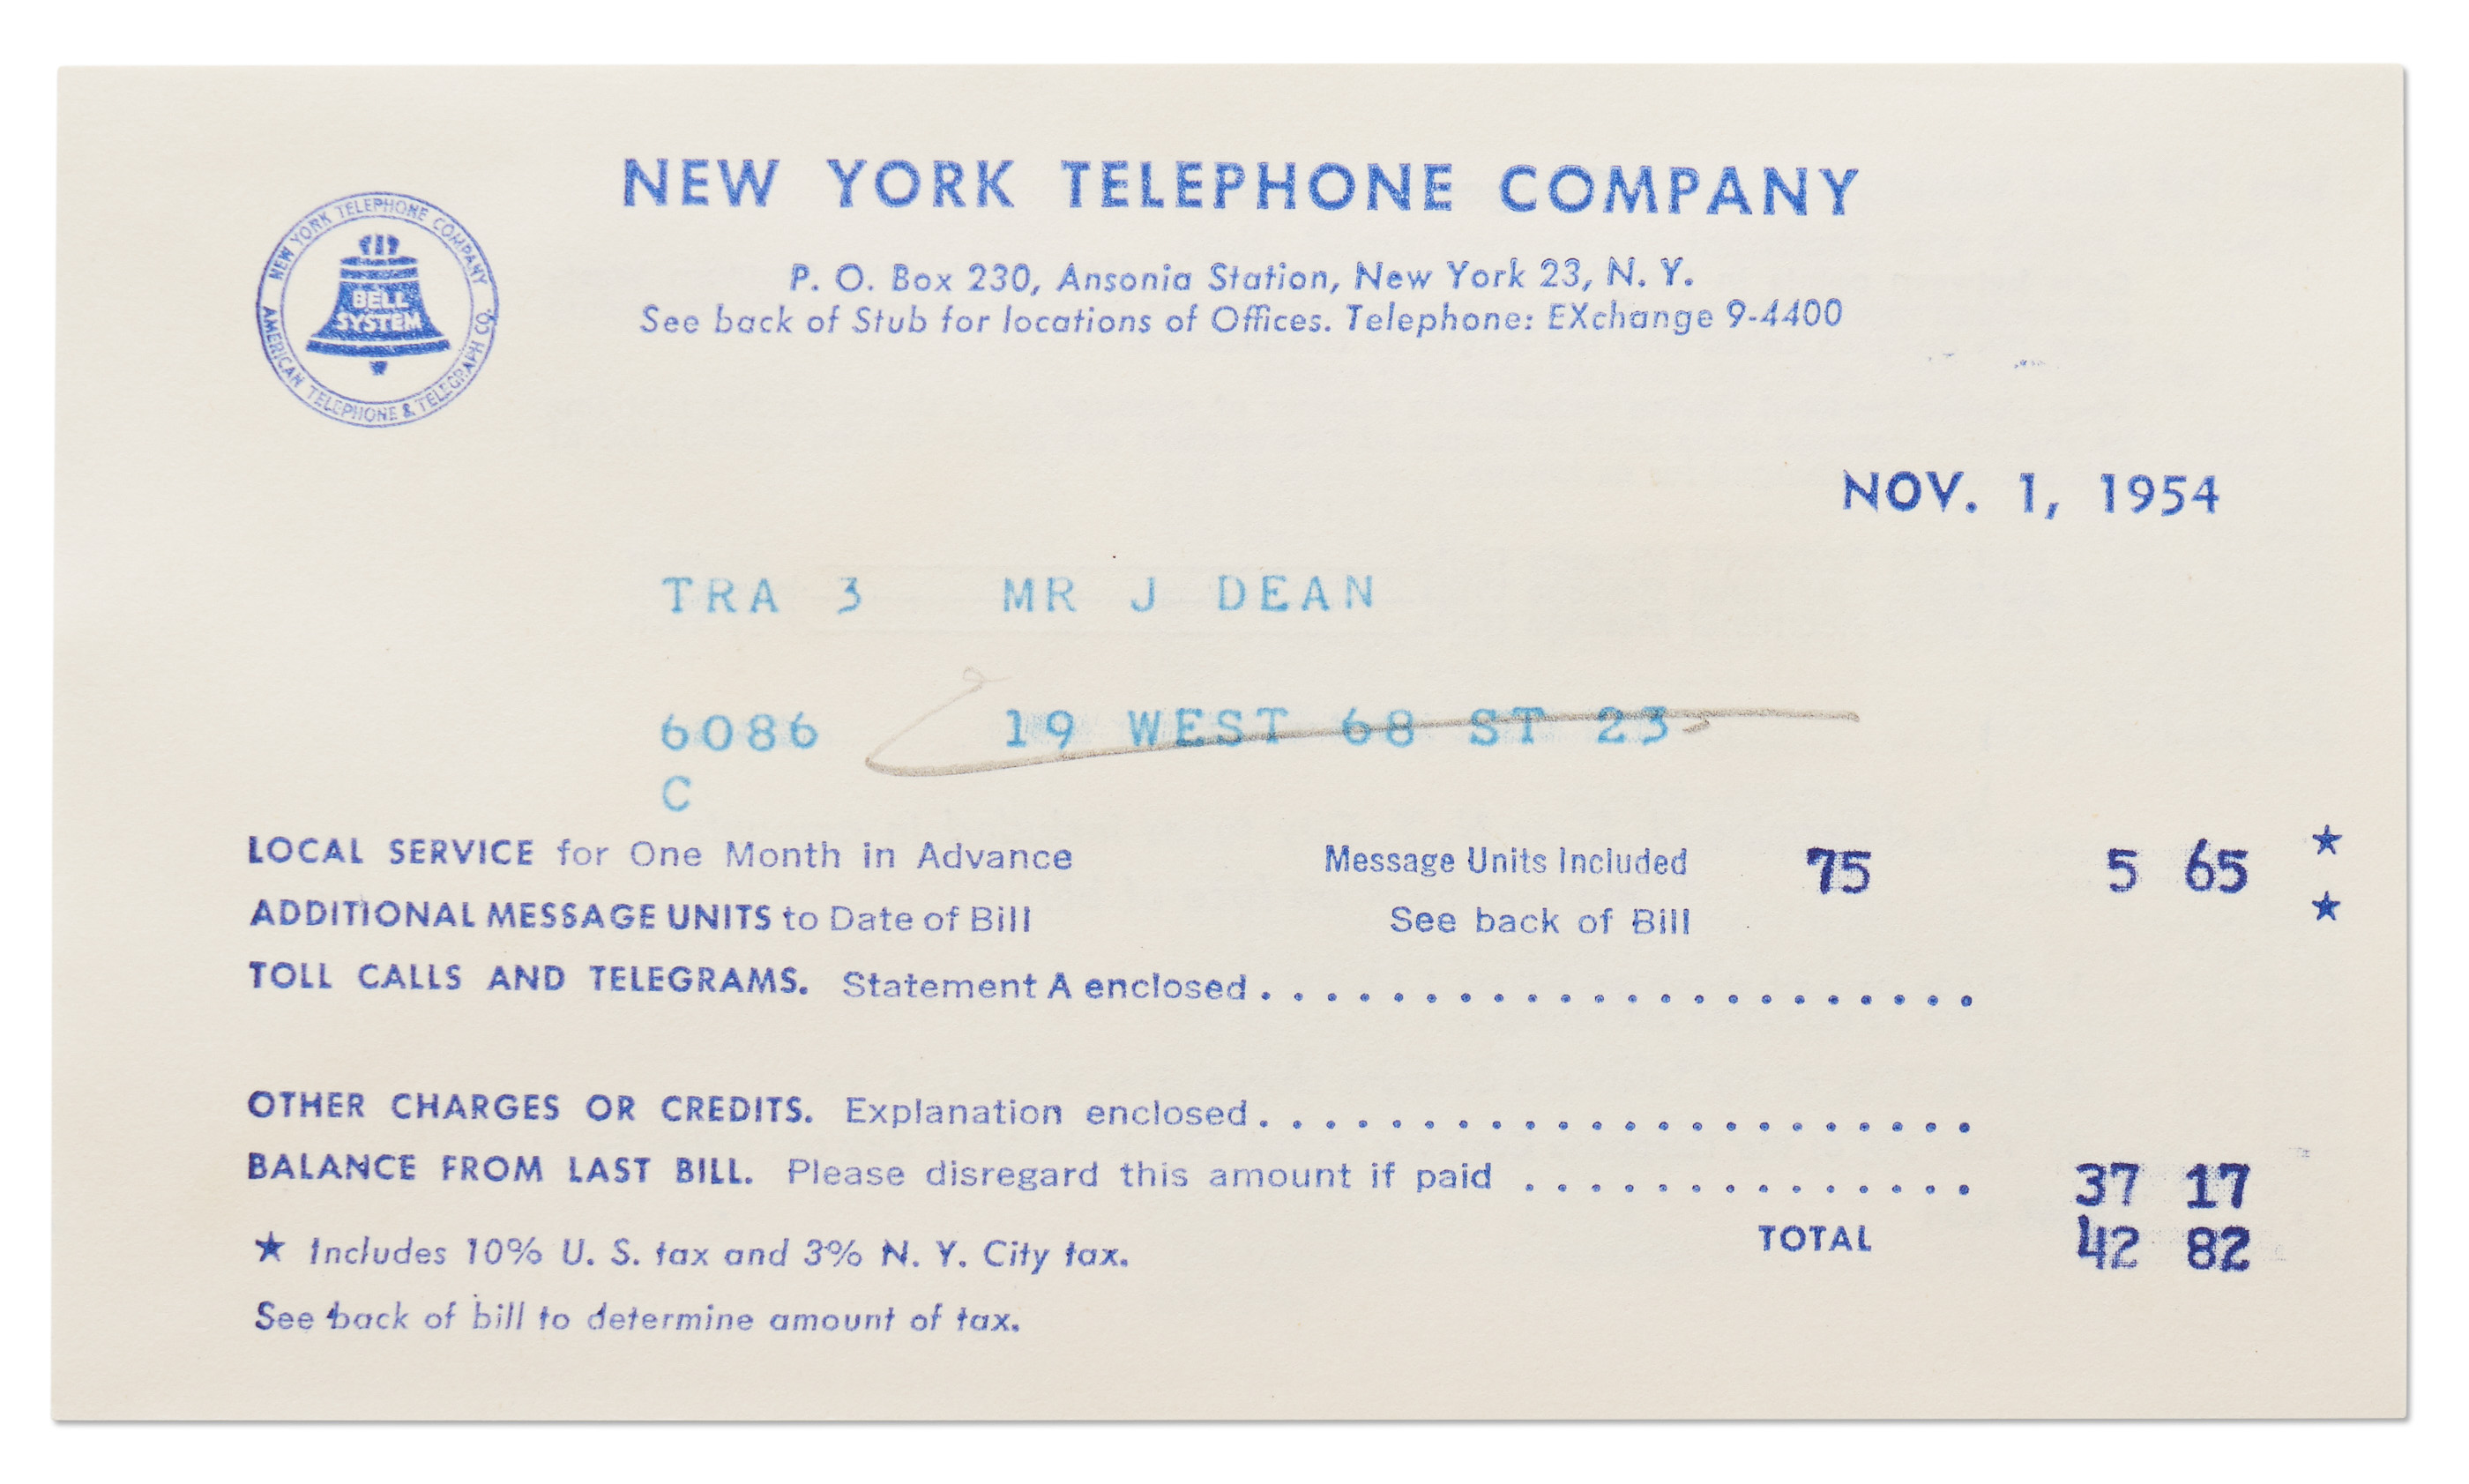 NEW YORK TELEPHONE COMPANY
NEW YORK TELEPHONE COMPANY
AMERICAN TELEPHONE & TELEGRAPH CO.
BELL
SYSTEM
P. O. Box 230, Ansonia Station, New York 23, N. Y.
See back of Stub for locations of Offices. Telephone: EXchange 9-4400
NOV. 1, 1954
TRA 3 MR J DEAN
6086 19 WEST 68 ST 23
C
LOCAL SERVICE for One Month in Advance Message Units Included 75 5 65 ★
ADDITIONAL MESSAGE UNITS to Date of Bill See back of Bill ★
TOLL CALLS AND TELEGRAMS. Statement A enclosed . . . . . . . . . . . . . . . . . . . . . .
OTHER CHARGES OR CREDITS. Explanation enclosed . . . . . . . . . . . . . . . . . . . . . .
BALANCE FROM LAST BILL. Please disregard this amount if paid . . . . . . . . . . . . . . 37 17
★ Includes 10% U. S. tax and 3% N. Y. City tax. TOTAL 42 82
See back of bill to determine amount of tax.